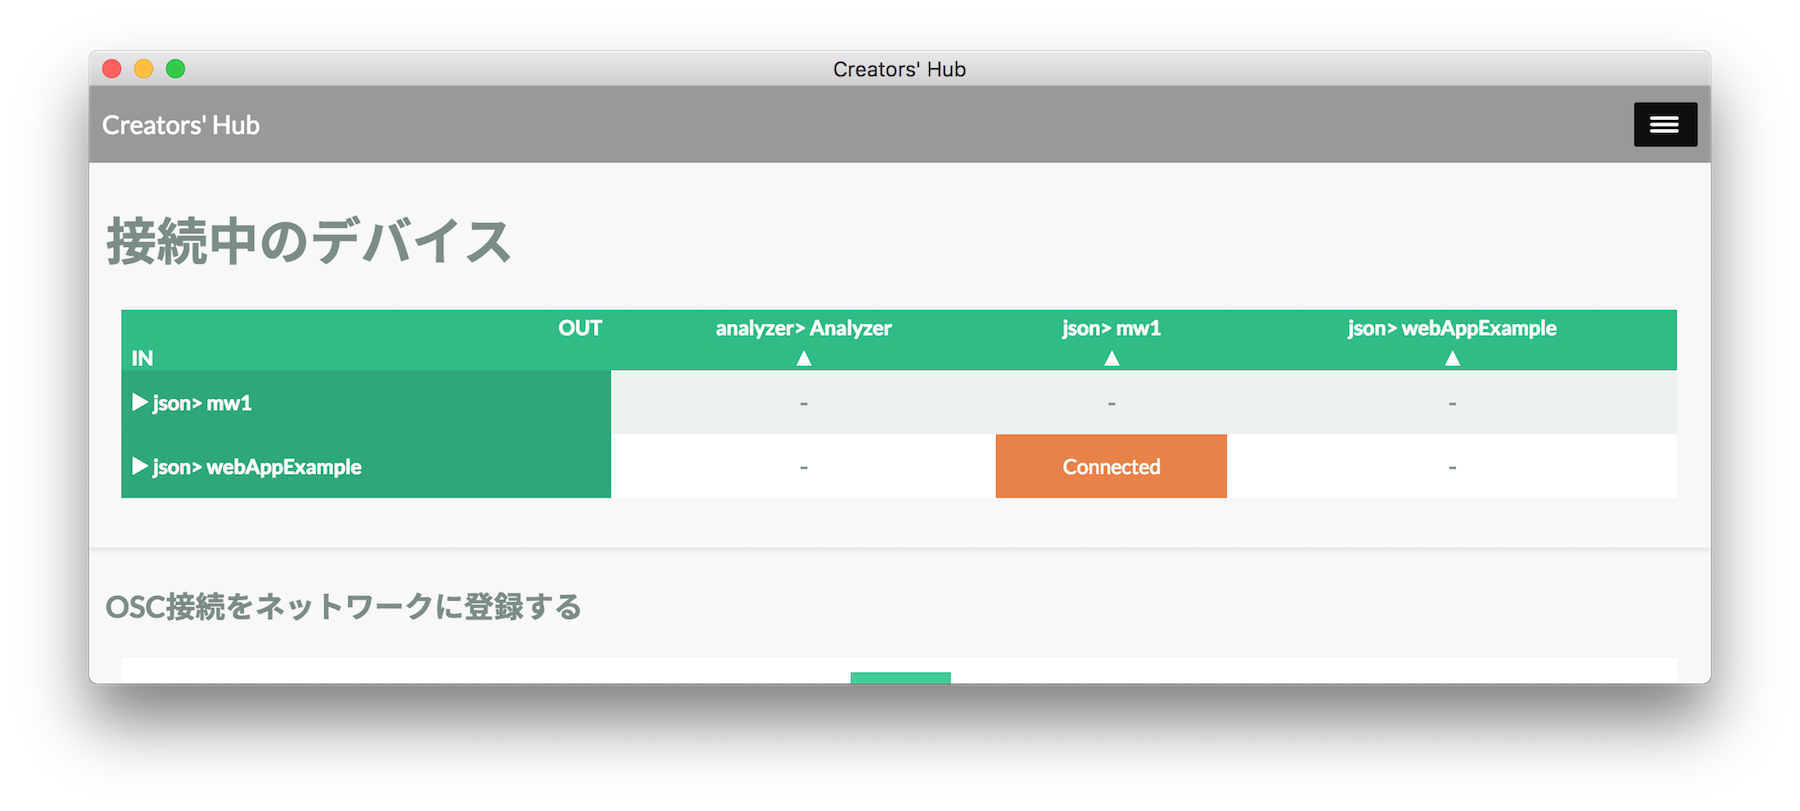 Creators' Hub
Creators' Hub
接続中のデバイス
OUT analyzer> Analyzer json> mw1 json> webAppExample
IN ▲ ▲ ▲
▶ json> mw1 - - -
▶ json> webAppExample - Connected -
OSC接続をネットワークに登録する